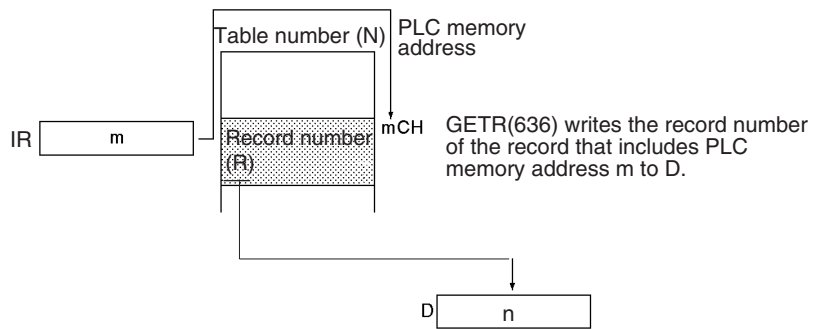 Table number (N)
PLC memory
address
IR
m
Record number
(R)
mCH
GETR(636) writes the record number
of the record that includes PLC
memory address m to D.
D
n